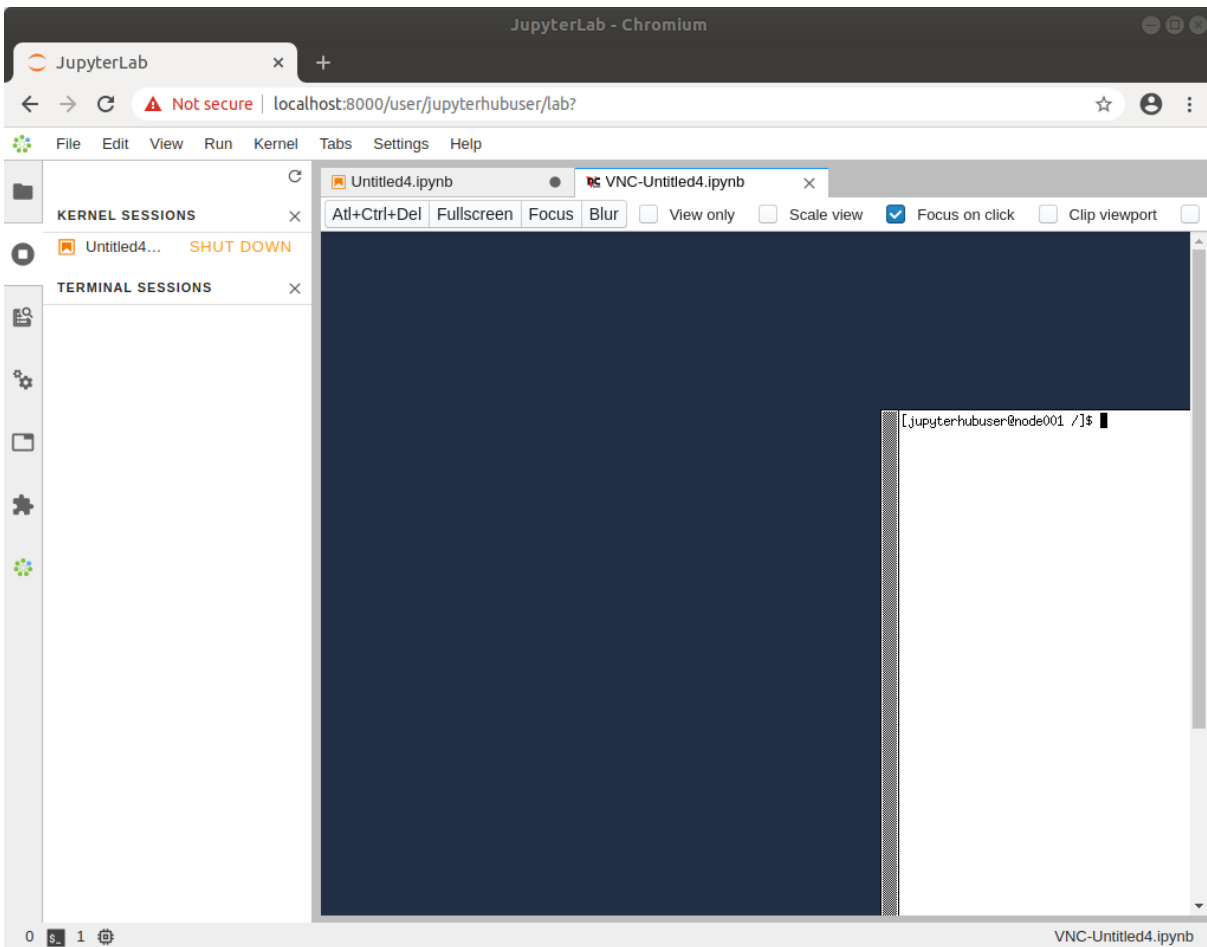 JupyterLab - Chromium
JupyterLab
Not secure localhost:8000/user/jupyterhubuser/lab?
File Edit View Run Kernel Tabs Settings Help
Untitled4.ipynb VNC-Untitled4.ipynb
KERNEL SESSIONS
Atl+Ctrl+Del Fullscreen Focus Blur View only Scale view Focus on click Clip viewport
Untitled4... SHUT DOWN
TERMINAL SESSIONS
[jupyterhubuser@node001 /]$
0 $_ 1 VNC-Untitled4.ipynb